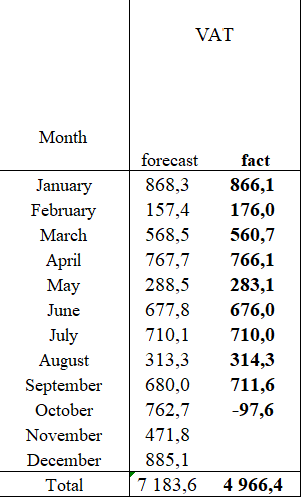 VAT
Month
forecast fact
January 868,3 866,1
February 157,4 176,0
March 568,5 560,7
April 767,7 766,1
May 288,5 283,1
June 677,8 676,0
July 710,1 710,0
August 313,3 314,3
September 680,0 711,6
October 762,7 -97,6
November 471,8
December 885,1
Total 7 183,6 4 966,4